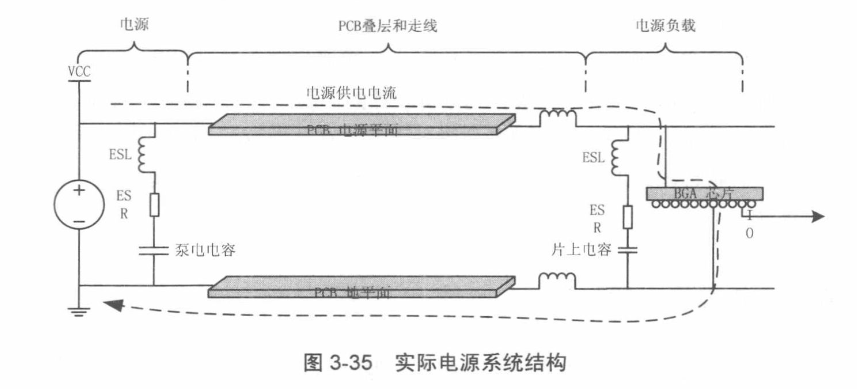 电源
PCB叠层和走线
电源负载
VCC
电源供电电流
PCB 电源平面
ESL
ESL
+
BGA 芯片
ES
R
ES
R
−
I
O
泵电电容
片上电容
PCB 地平面
图 3-35 实际电源系统结构